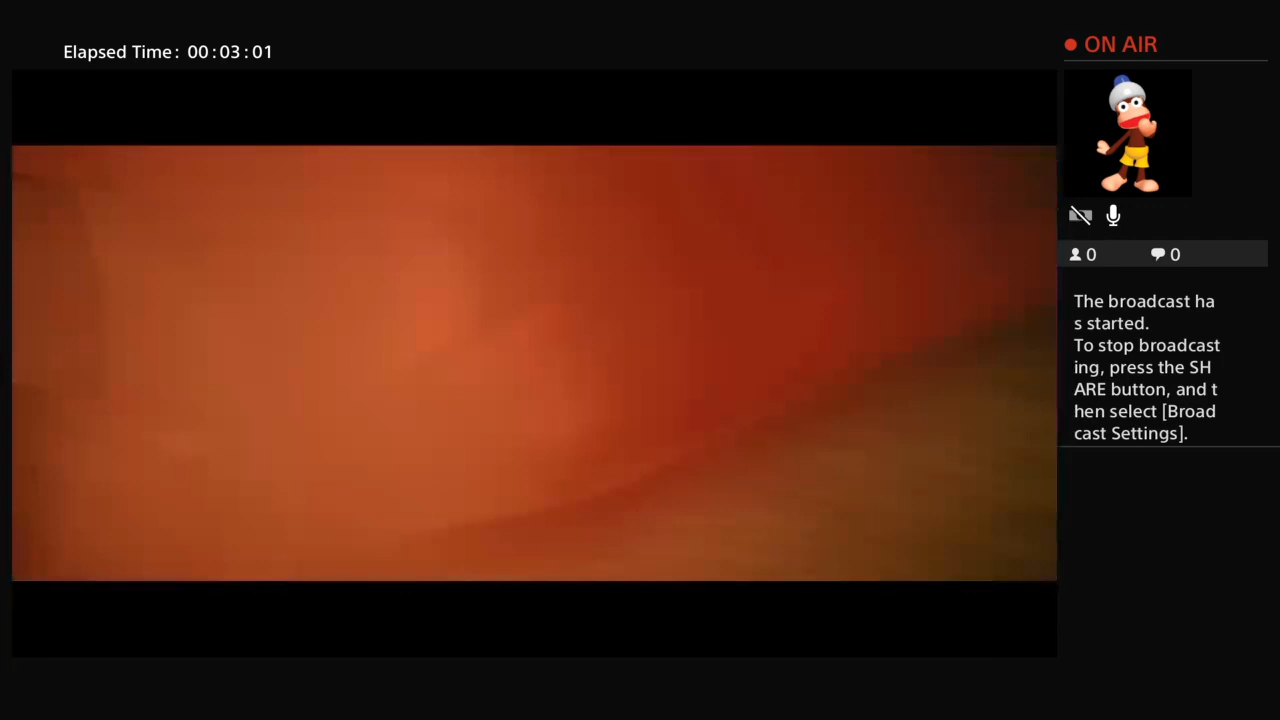 Elapsed Time: 00:03:01
ON AIR
0 0
The broadcast ha
s started.
To stop broadcast
ing, press the SH
ARE button, and t
hen select [Broad
cast Settings].